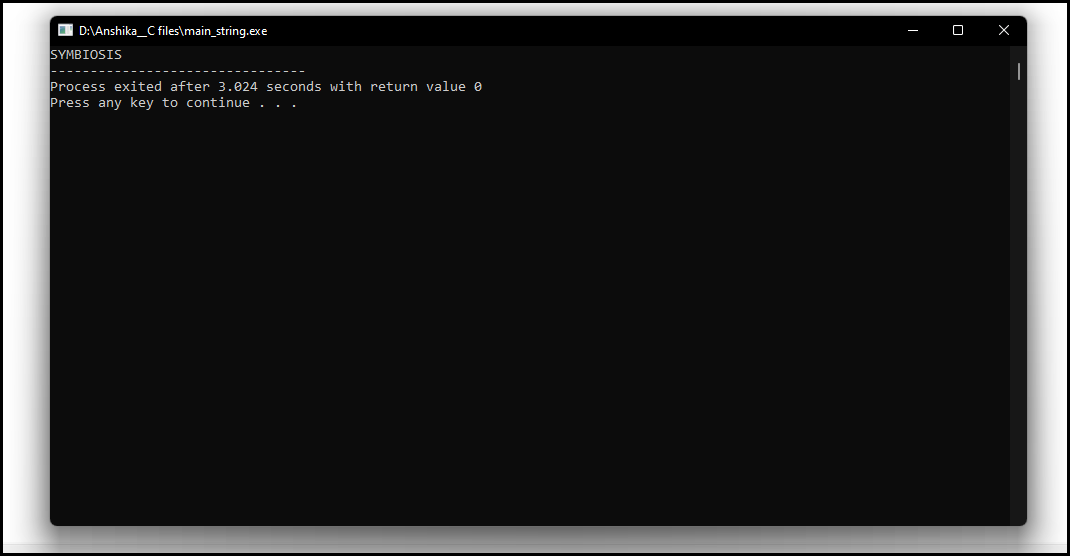 D:\Anshika__C files\main_string.exe
SYMBIOSIS
--------------------------------
Process exited after 3.024 seconds with return value 0
Press any key to continue . . .